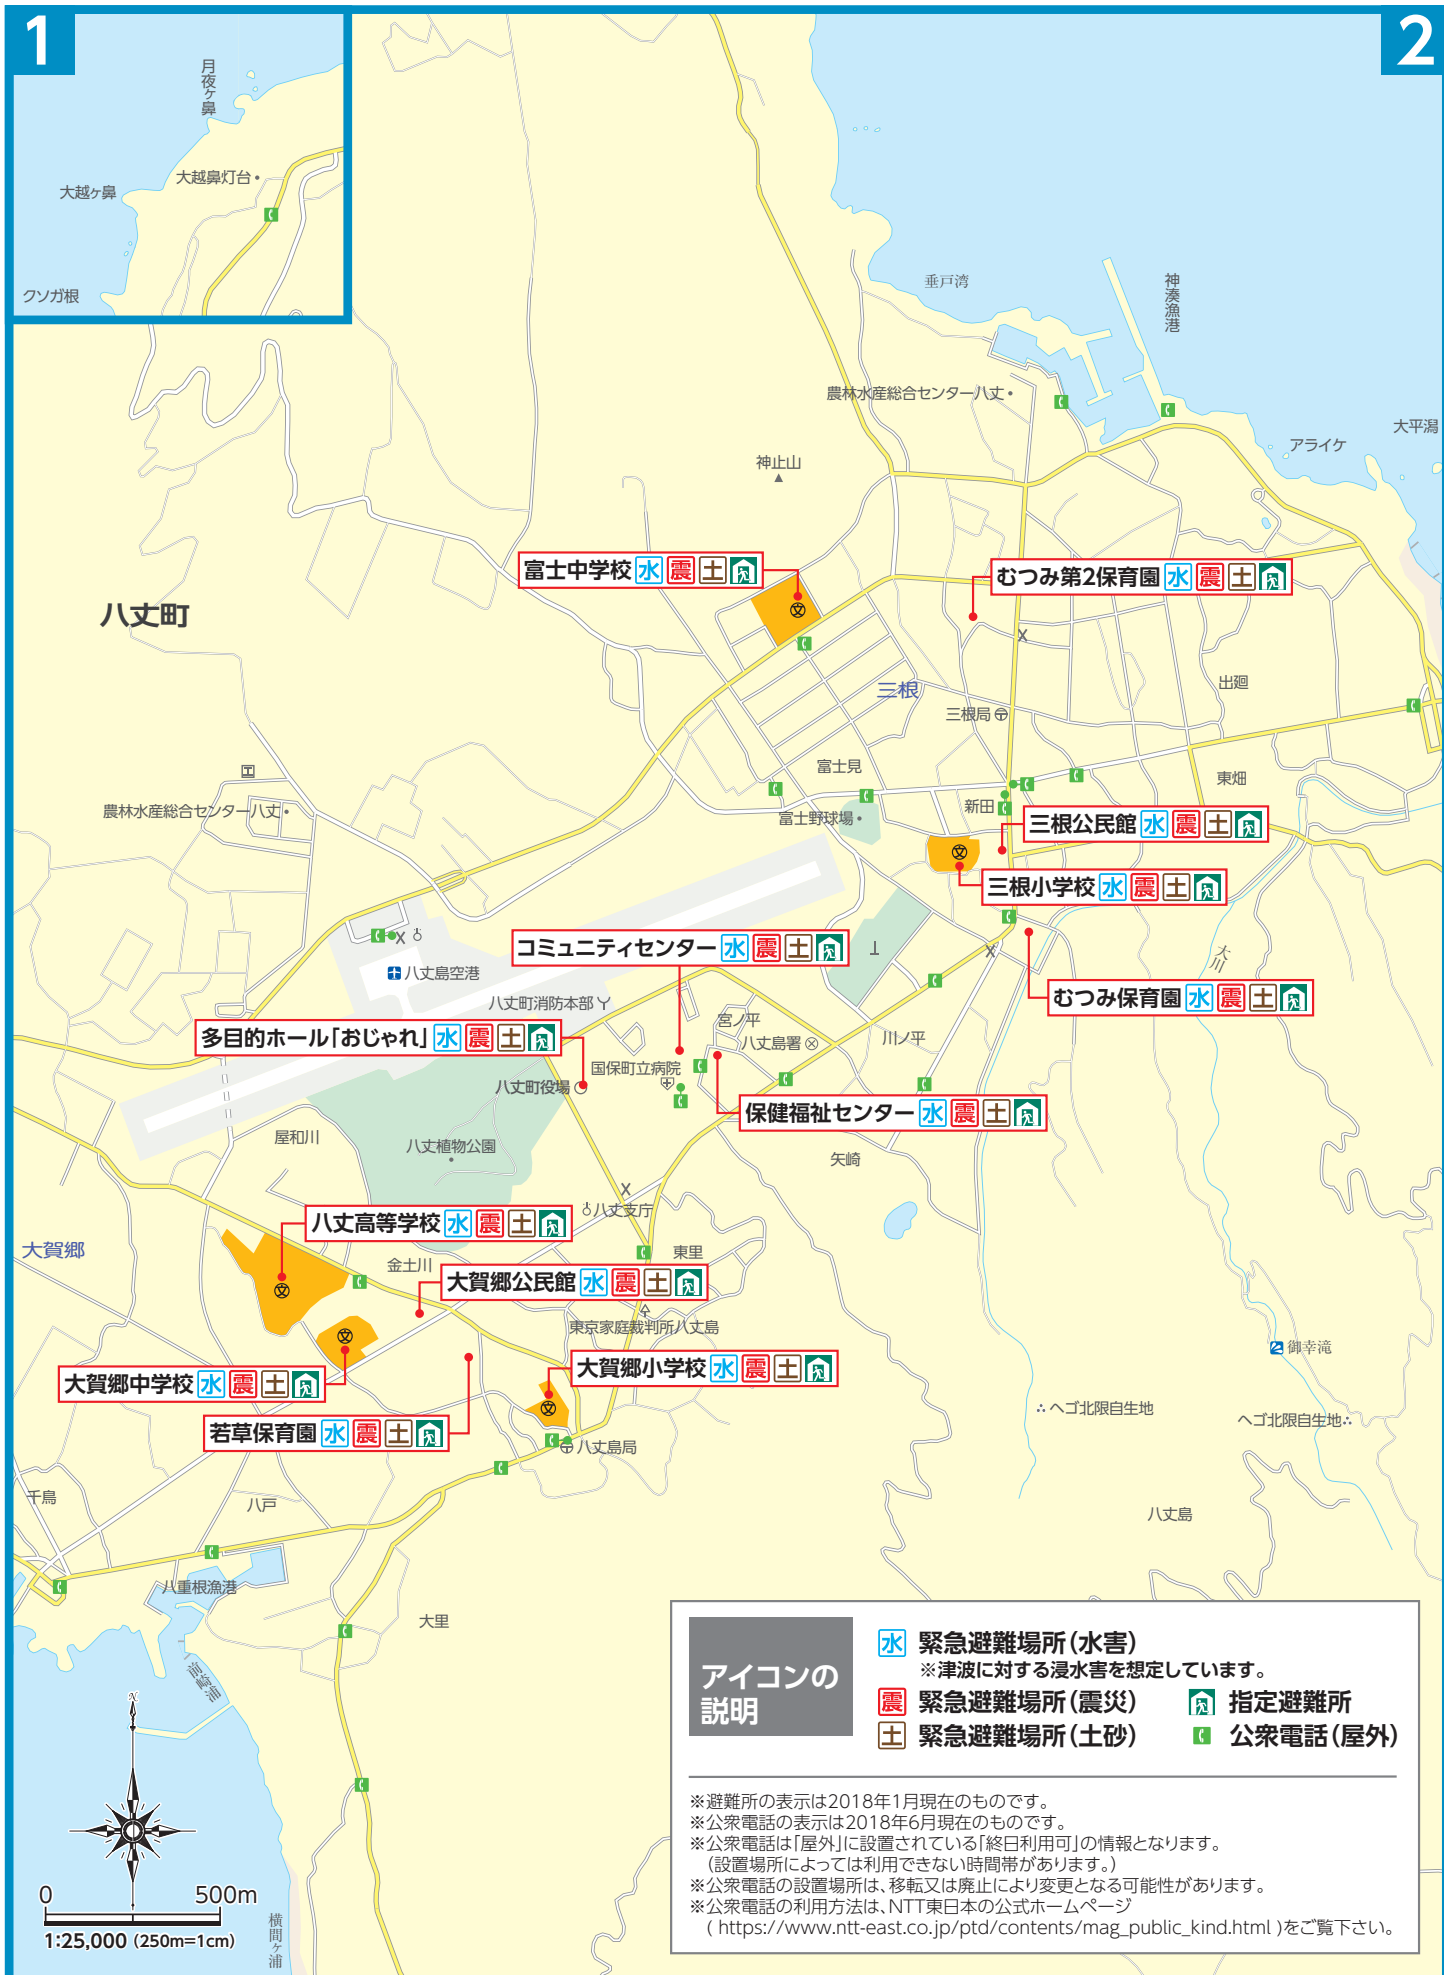 1
2
月夜ヶ鼻
大越鼻灯台
大越ヶ鼻
クソガ根
垂戸湾
神湊漁港
農林水産総合センター八丈
大平潟
アライケ
神止山
富士中学校 水 震 土
むつみ第2保育園 水 震 土
八丈町
文
三根
出廻
三根局
富士見
東畑
農林水産総合センター八丈
新田
富士野球場
三根公民館 水 震 土
文
三根小学校 水 震 土
コミュニティセンター 水 震 土
大川
八丈島空港
むつみ保育園 水 震 土
八丈町消防本部
宮ノ平
多目的ホール「おじゃれ」 水 震 土
八丈島署
川ノ平
国保町立病院
八丈町役場
保健福祉センター 水 震 土
屋和川
八丈植物公園
矢崎
八丈高等学校 水 震 土
八丈支庁
大賀郷
東里
金土川
大賀郷公民館 水 震 土
文
東京家庭裁判所八丈島
文
御幸滝
大賀郷小学校 水 震 土
大賀郷中学校 水 震 土
文
ヘゴ北限自生地
ヘゴ北限自生地
若草保育園 水 震 土
八丈島局
千鳥
八戸
八丈島
八重根漁港
大里
前崎浦
アイコンの
説明
水 緊急避難場所(水害)
※津波に対する浸水害を想定しています。
震 緊急避難場所(震災) 指定避難所
土 緊急避難場所(土砂) 公衆電話(屋外)
※避難所の表示は2018年1月現在のものです。
※公衆電話の表示は2018年6月現在のものです。
※公衆電話は「屋外」に設置されている「終日利用可」の情報となります。
(設置場所によっては利用できない時間帯があります。)
※公衆電話の設置場所は、移転又は廃止により変更となる可能性があります。
※公衆電話の利用方法は、NTT東日本の公式ホームページ
( https://www.ntt-east.co.jp/ptd/contents/mag_public_kind.html )をご覧下さい。
N
0 500m
1:25,000 (250m=1cm)
横間ヶ浦